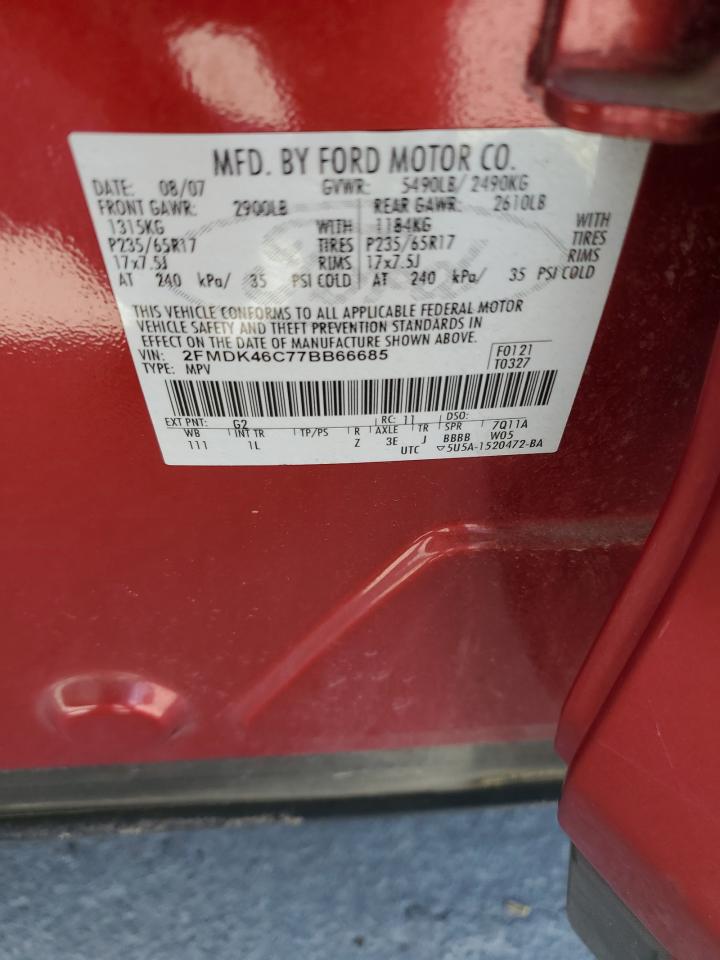 MFD. BY FORD MOTOR CO.
DATE: 08/07 GVWR: 5490LB/ 2490KG
FRONT GAWR: 2900LB REAR GAWR: 2610LB
1315KG WITH 1184KG WITH
P235/65R17 TIRES P235/65R17 TIRES
17x7.5J RIMS 17x7.5J RIMS
AT 240 kPa/ 35 PSI COLD AT 240 kPa/ 35 PSI COLD
THIS VEHICLE CONFORMS TO ALL APPLICABLE FEDERAL MOTOR
VEHICLE SAFETY AND THEFT PREVENTION STANDARDS IN
EFFECT ON THE DATE OF MANUFACTURE SHOWN ABOVE.
VIN: 2FMDK46C77BB66685 F0121
TYPE: MPV T0327
EXT PNT: G2 RC: 11 DSO:
WB INT TR TP/PS R AXLE TR SPR 7Q11A
111 1L Z 3E J BBBB W05
UTC ▽5U5A-1520472-BA